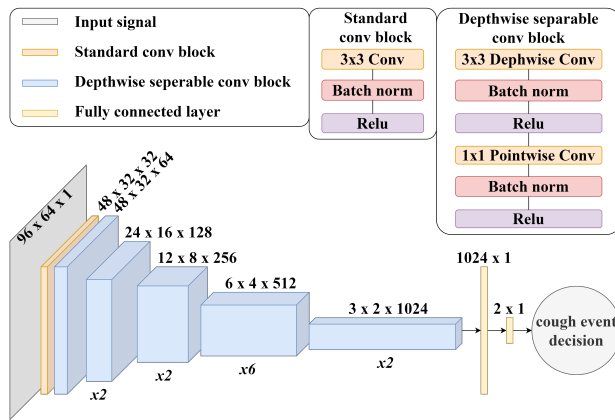 Input signal
Standard conv block
Depthwise seperable conv block
Fully connected layer
Standard
conv block
3x3 Conv
Batch norm
Relu
Depthwise separable
conv block
3x3 Dephwise Conv
Batch norm
Relu
1x1 Pointwise Conv
Batch norm
Relu
96 x 64 x 1
48 x 32 x 32
48 x 32 x 64
24 x 16 x 128
12 x 8 x 256
6 x 4 x 512
3 x 2 x 1024
1024 x 1
2 x 1
cough event
decision
x2
x2
x6
x2